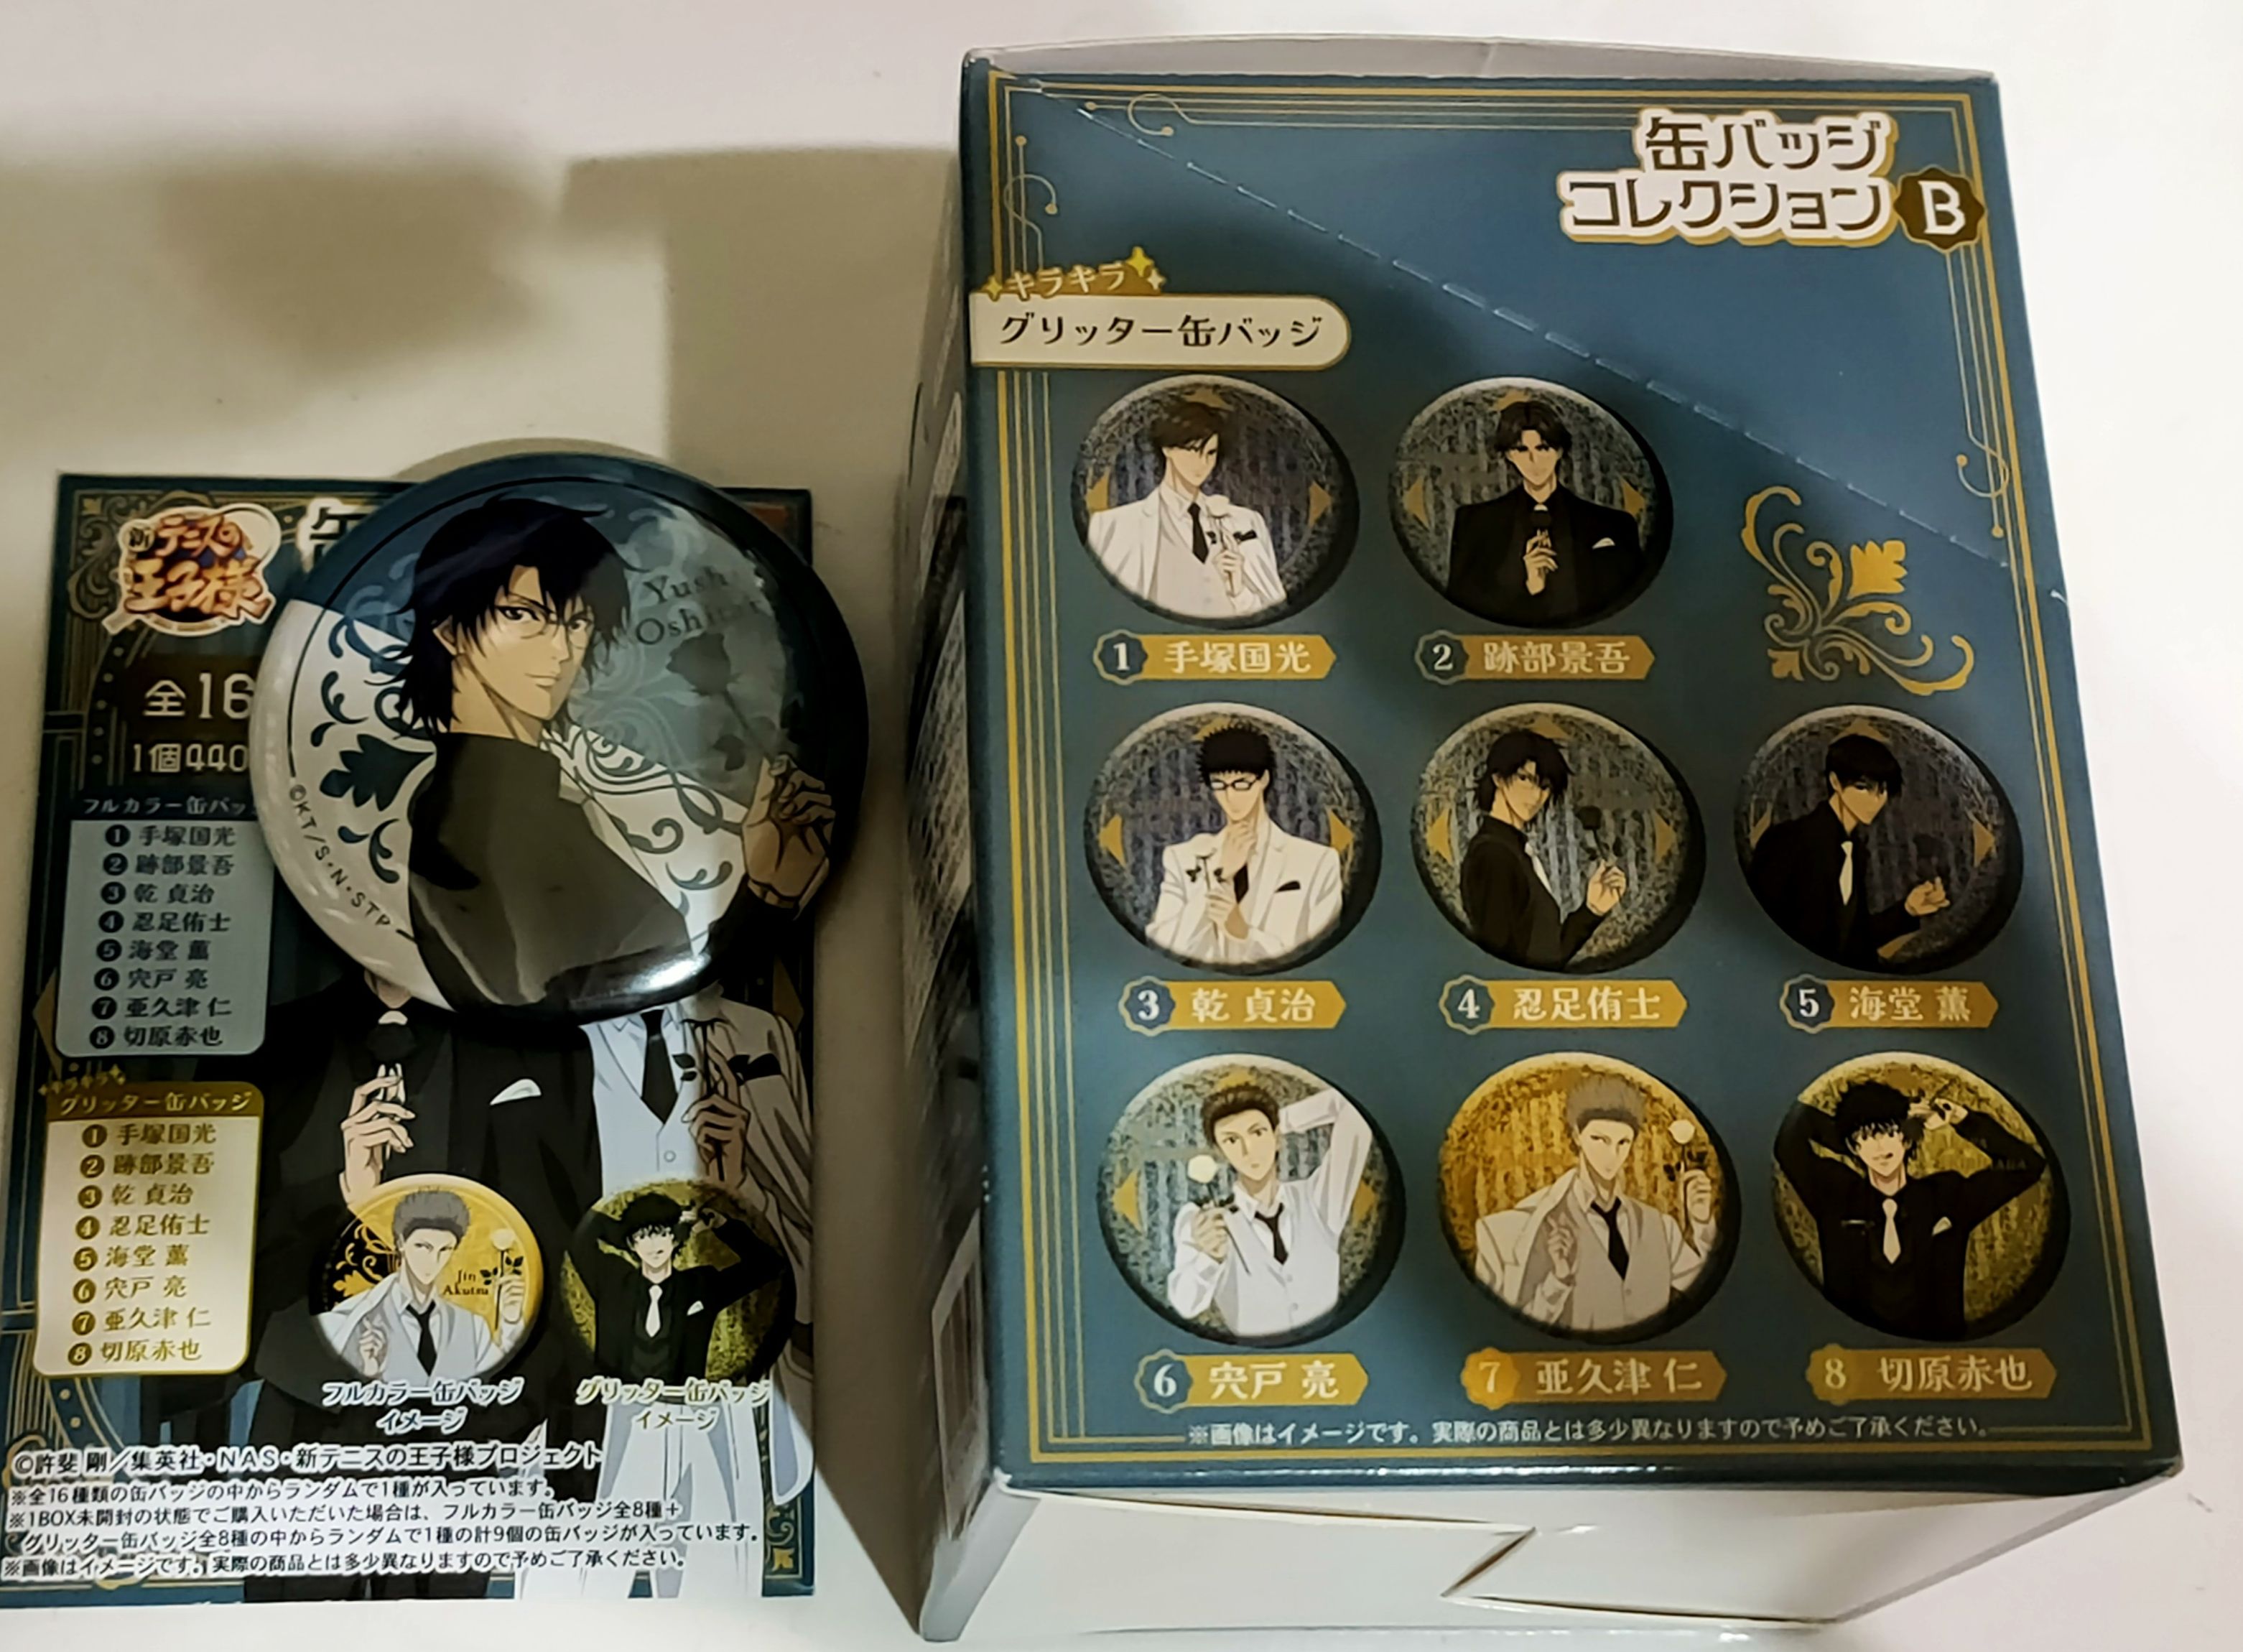 新テニスの
王子様
缶
全16
1個440
フルカラー缶バッ
1 手塚国光
2 跡部景吾
3 乾 貞治
4 忍足侑士
5 海堂 薫
6 宍戸 亮
7 亜久津 仁
8 切原赤也
キラキラ
グリッター缶バッジ
1 手塚国光
2 跡部景吾
3 乾 貞治
4 忍足侑士
5 海堂 薫
6 宍戸 亮
7 亜久津 仁
8 切原赤也
©KT/S・N・STP
Jin
Akutsu
フルカラー缶バッジ
イメージ
グリッター缶バッジ
イメージ
©許斐 剛/集英社・NAS・新テニスの王子様プロジェクト
※全16種類の缶バッジの中からランダムで1種が入っています。
※1BOX未開封の状態でご購入いただいた場合は、フルカラー缶バッジ全8種+
グリッター缶バッジ全8種の中からランダムで1種の計9個の缶バッジが入っています。
※画像はイメージです。実際の商品とは多少異なりますので予めご了承ください。
缶バッジ
コレクション B
キラキラ
グリッター缶バッジ
1 手塚国光
2 跡部景吾
3 乾 貞治
4 忍足侑士
5 海堂 薫
6 宍戸 亮
7 亜久津 仁
8 切原赤也
※画像はイメージです。実際の商品とは多少異なりますので予めご了承ください。